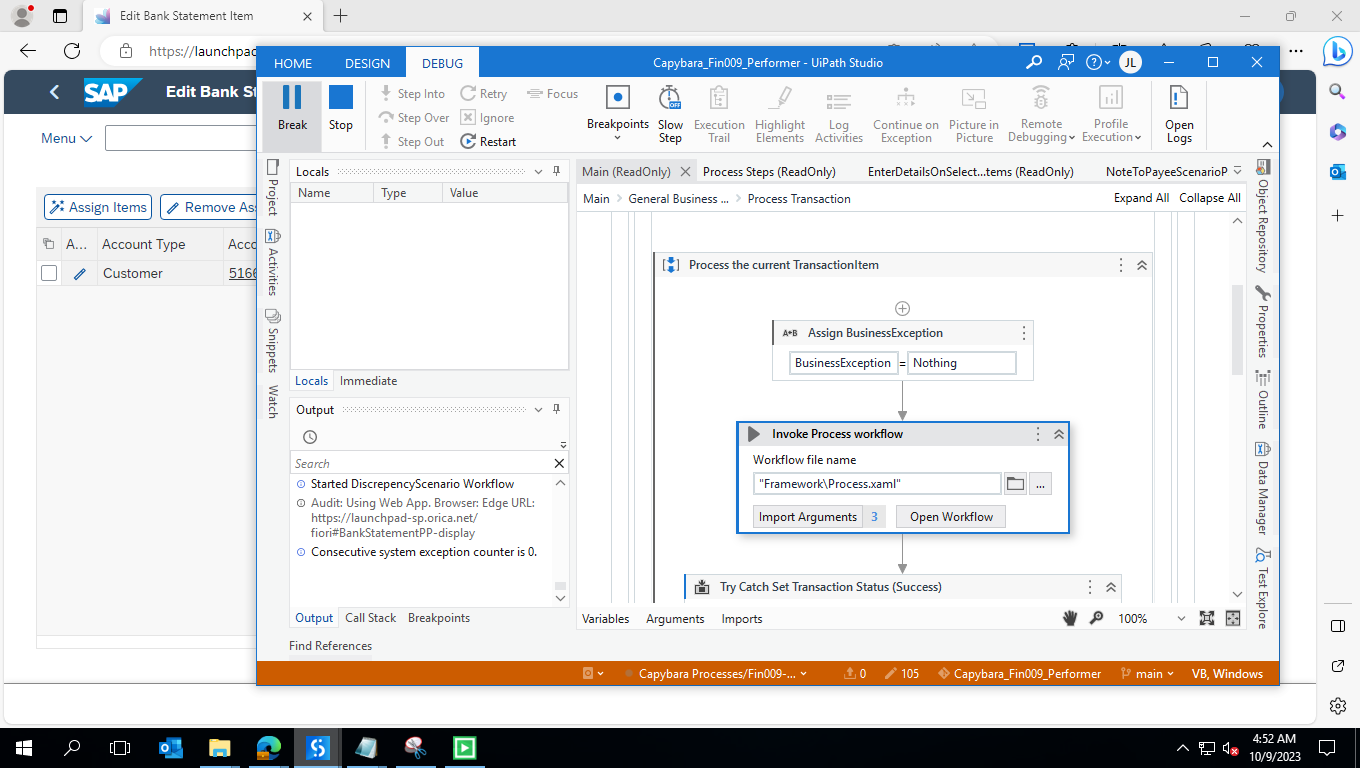 Edit Bank Statement Item
https://launchpad
SAP
Edit Bank St
Menu
Assign Items
Remove Ass
A...
Account Type
Acco
Customer
5166
HOME
DESIGN
DEBUG
Capybara_Fin009_Performer - UiPath Studio
JL
Break
Stop
Step Into
Step Over
Step Out
Retry
Ignore
Restart
Focus
Breakpoints
Slow
Step
Execution
Trail
Highlight
Elements
Log
Activities
Continue on
Exception
Picture in
Picture
Remote
Debugging
Profile
Execution
Open
Logs
Project
Activities
Snippets
Watch
Locals
Name
Type
Value
Locals
Immediate
Output
Search
Started DiscrepencyScenario Workflow
Audit: Using Web App. Browser: Edge URL:
https://launchpad-sp.orica.net/
fiori#BankStatementPP-display
Consecutive system exception counter is 0.
Output
Call Stack
Breakpoints
Find References
Main (ReadOnly)
Process Steps (ReadOnly)
EnterDetailsOnSelect...tems (ReadOnly)
NoteToPayeeScenarioP
Main
General Business ...
Process Transaction
Expand All
Collapse All
Process the current TransactionItem
A+B
Assign BusinessException
BusinessException
=
Nothing
Invoke Process workflow
Workflow file name
"Framework\Process.xaml"
...
Import Arguments
3
Open Workflow
Try Catch Set Transaction Status (Success)
Variables
Arguments
Imports
100%
Object Repository
Properties
Outline
Data Manager
Test Explore
Capybara Processes/Fin009-...
0
105
Capybara_Fin009_Performer
main
VB, Windows
4:52 AM
10/9/2023